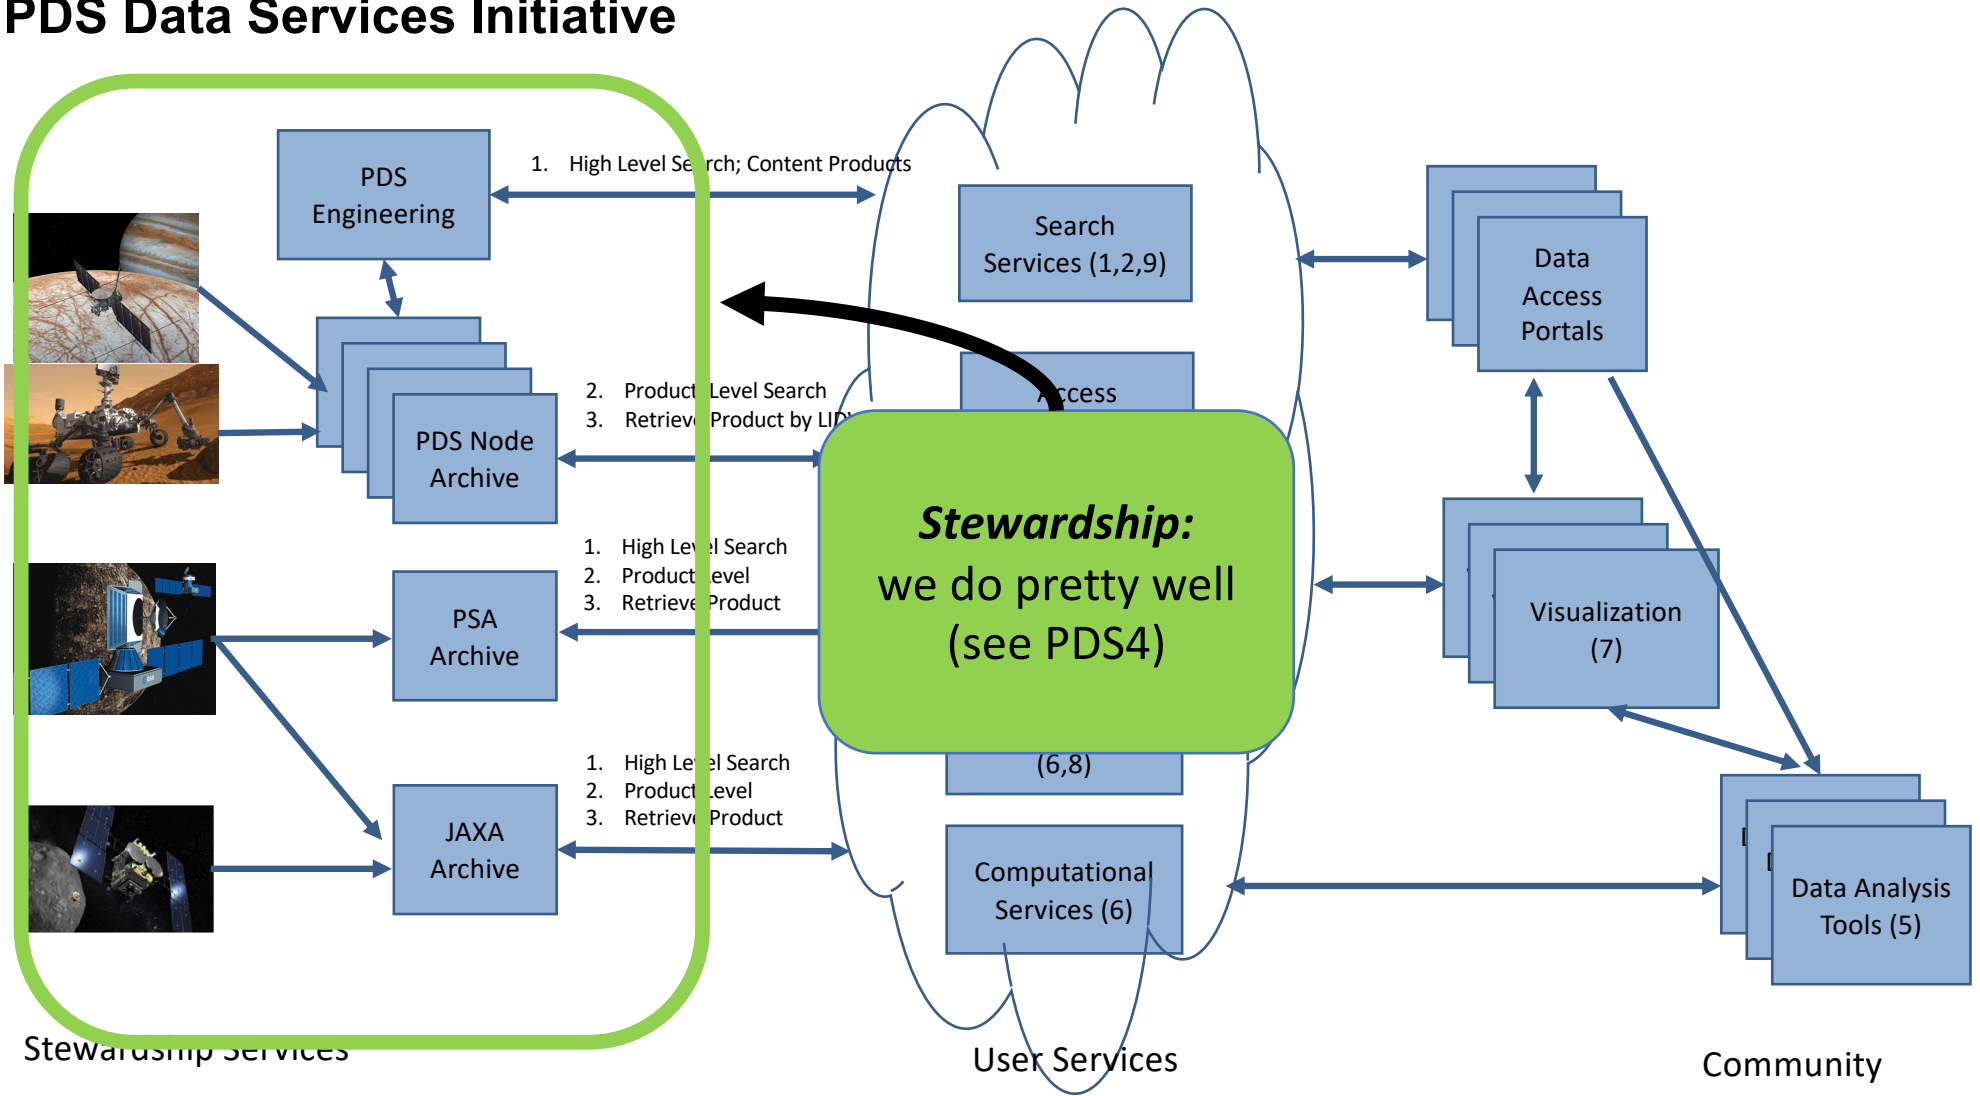 PDS Data Services Initiative
PDS
Engineering
1. High Level Search; Content Products
Search
Services (1,2,9)
Data
Access
Portals
2. Product Level Search
3. Retrieve Product by LID
Access
PDS Node
Archive
Stewardship:
we do pretty well
(see PDS4)
1. High Level Search
2. Product Level
3. Retrieve Product
PSA
Archive
Visualization
(7)
1. High Level Search
2. Product Level
3. Retrieve Product
(6,8)
JAXA
Archive
Computational
Services (6)
Data Analysis
Tools (5)
Stewardship Services
User Services
Community